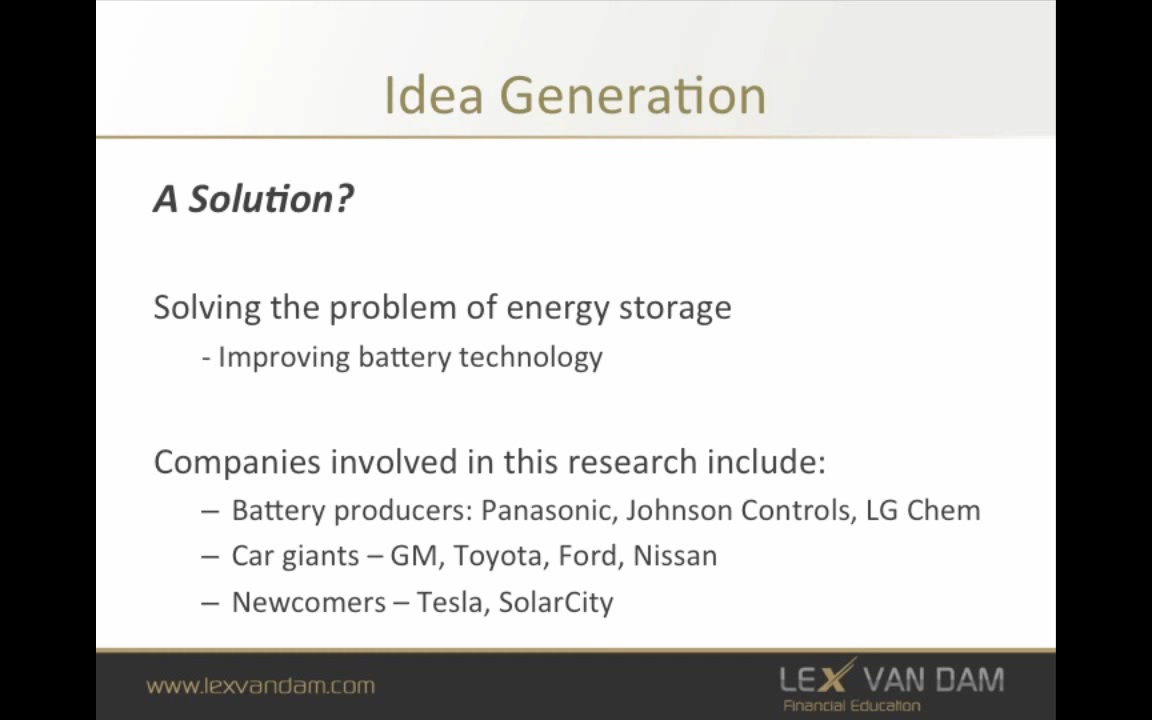 Idea Generation
A Solution?
Solving the problem of energy storage
- Improving battery technology
Companies involved in this research include:
– Battery producers: Panasonic, Johnson Controls, LG Chem
– Car giants – GM, Toyota, Ford, Nissan
– Newcomers – Tesla, SolarCity
www.lexvandam.com
LEX VAN DAM
Financial Education